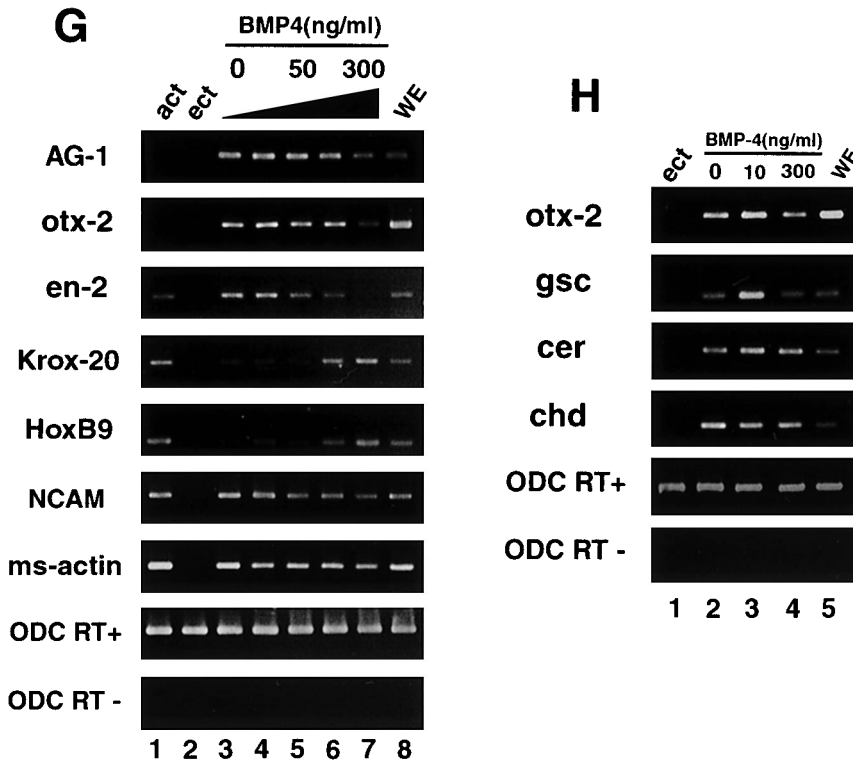 G
BMP4(ng/ml)
0 50 300
act ect WE
AG-1
otx-2
en-2
Krox-20
HoxB9
NCAM
ms-actin
ODC RT+
ODC RT -
1 2 3 4 5 6 7 8
H
BMP-4(ng/ml)
ect 0 10 300 WE
otx-2
gsc
cer
chd
ODC RT+
ODC RT -
1 2 3 4 5